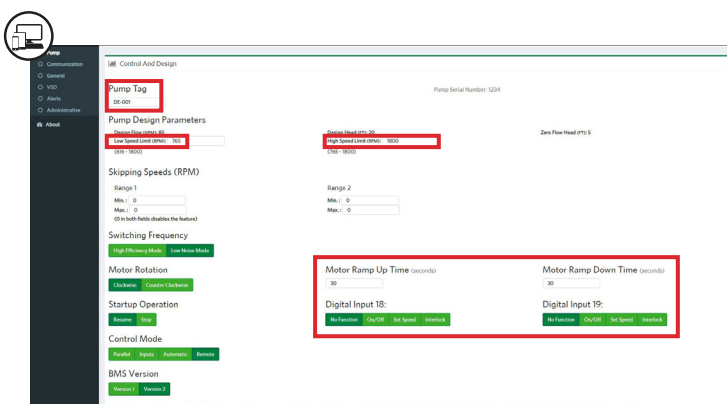 Pump
Communication
General
VSD
Alerts
Administrative
About
Control And Design
Pump Tag
Pump Serial Number: 1234
DE-001
Pump Design Parameters
Design Flow (GPM): 85
Design Head (FT): 20
Zero Flow Head (FT): 5
Low Speed Limit (RPM): 765
High Speed Limit (RPM): 1800
(616 - 1800)
(765 - 1800)
Skipping Speeds (RPM)
Range 1
Range 2
Min.: 0
Min.: 0
Max.: 0
Max.: 0
(0 in both fields disables the feature)
Switching Frequency
High Efficiency Mode Low Noise Mode
Motor Rotation
Motor Ramp Up Time (seconds)
Motor Ramp Down Time (seconds)
Clockwise Counter Clockwise
30
30
Startup Operation
Digital Input 18:
Digital Input 19:
Resume Stop
No Function On/Off Set Speed Interlock
No Function On/Off Set Speed Interlock
Control Mode
Parallel Inputs Automatic Remote
BMS Version
Version 1 Version 2